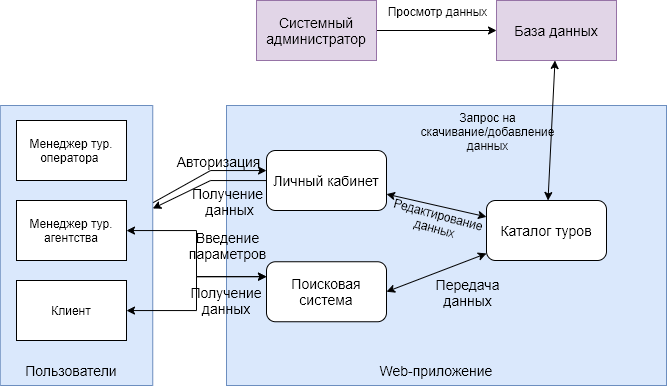 Системный
администратор
Просмотр данных
База данных
Запрос на
скачивание/добавление
данных
Менеджер тур.
оператора
Менеджер тур.
агентства
Клиент
Пользователи
Авторизация
Получение
данных
Введение
параметров
Получение
данных
Личный кабинет
Редактирование
данных
Каталог туров
Поисковая
система
Передача
данных
Web-приложение